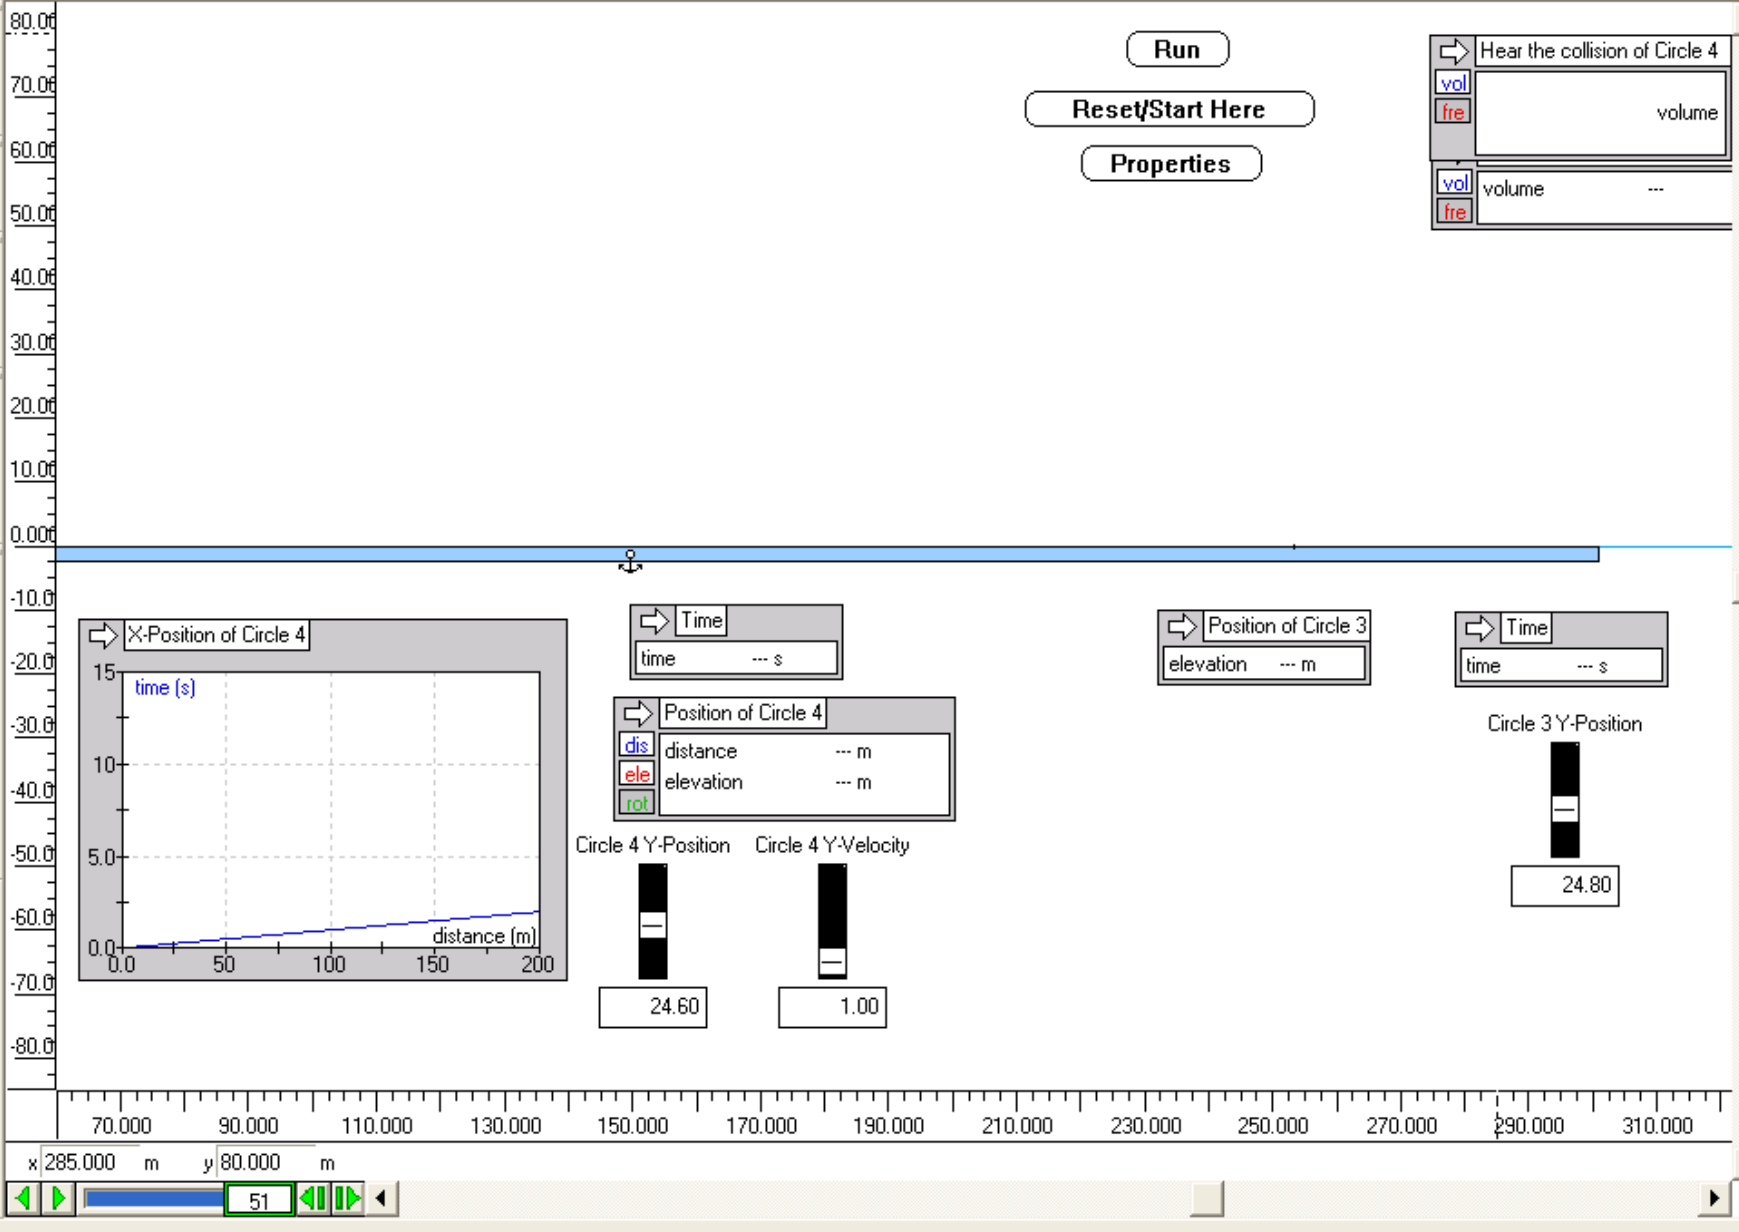 80.00
70.00
60.00
50.00
40.00
30.00
20.00
10.00
0.000
-10.0
-20.0
-30.0
-40.0
-50.0
-60.0
-70.0
-80.0
Run
Reset/Start Here
Properties
Hear the collision of Circle 4
vol
fre
volume
vol
fre
volume ---
X-Position of Circle 4
time (s)
15
10
5.0
0.0
distance (m)
0.0 50 100 150 200
Time
time --- s
Position of Circle 4
dis
ele
rot
distance --- m
elevation --- m
Circle 4 Y-Position
24.60
Circle 4 Y-Velocity
1.00
Position of Circle 3
elevation --- m
Time
time --- s
Circle 3 Y-Position
24.80
70.000 90.000 110.000 130.000 150.000 170.000 190.000 210.000 230.000 250.000 270.000 290.000 310.000
x 285.000 m y 80.000 m
51